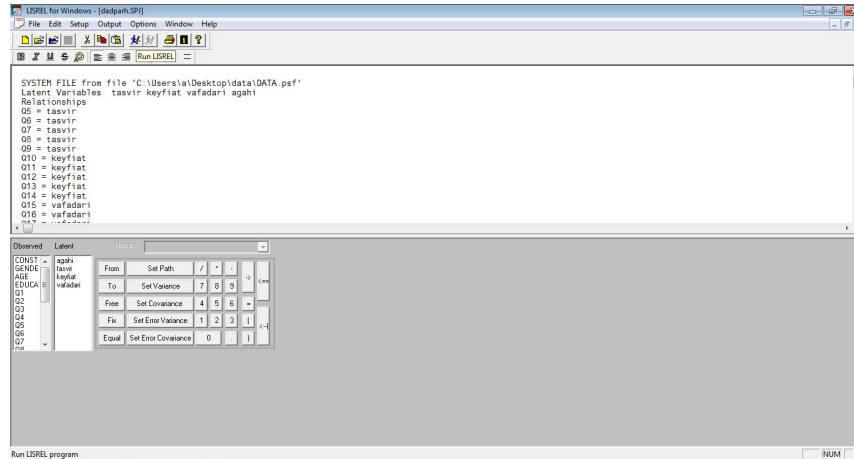 LISREL for Windows - [dadparh.SPJ]
File Edit Setup Output Options Window Help
B I U S
Run LISREL
SYSTEM FILE from file 'C:\Users\a\Desktop\data\DATA.psf'
Latent Variables tasvir keyfiat vafadari agahi
Relationships
Q5 = tasvir
Q6 = tasvir
Q7 = tasvir
Q8 = tasvir
Q9 = tasvir
Q10 = keyfiat
Q11 = keyfiat
Q12 = keyfiat
Q13 = keyfiat
Q14 = keyfiat
Q15 = vafadari
Q16 = vafadari
Q17 = vafadari
Observed Latent Groups
CONST
GENDE
AGE
EDUCA
Q1
Q2
Q3
Q4
Q5
Q6
Q7
Q8
agahi
tasvir
keyfiat
vafadari
From Set Path / * - -> <==
To Set Variance 7 8 9
Free Set Covariance 4 5 6 =
Fix Set Error Variance 1 2 3 ( <-|
Equal Set Error Covariance 0 . )
Run LISREL program
NUM